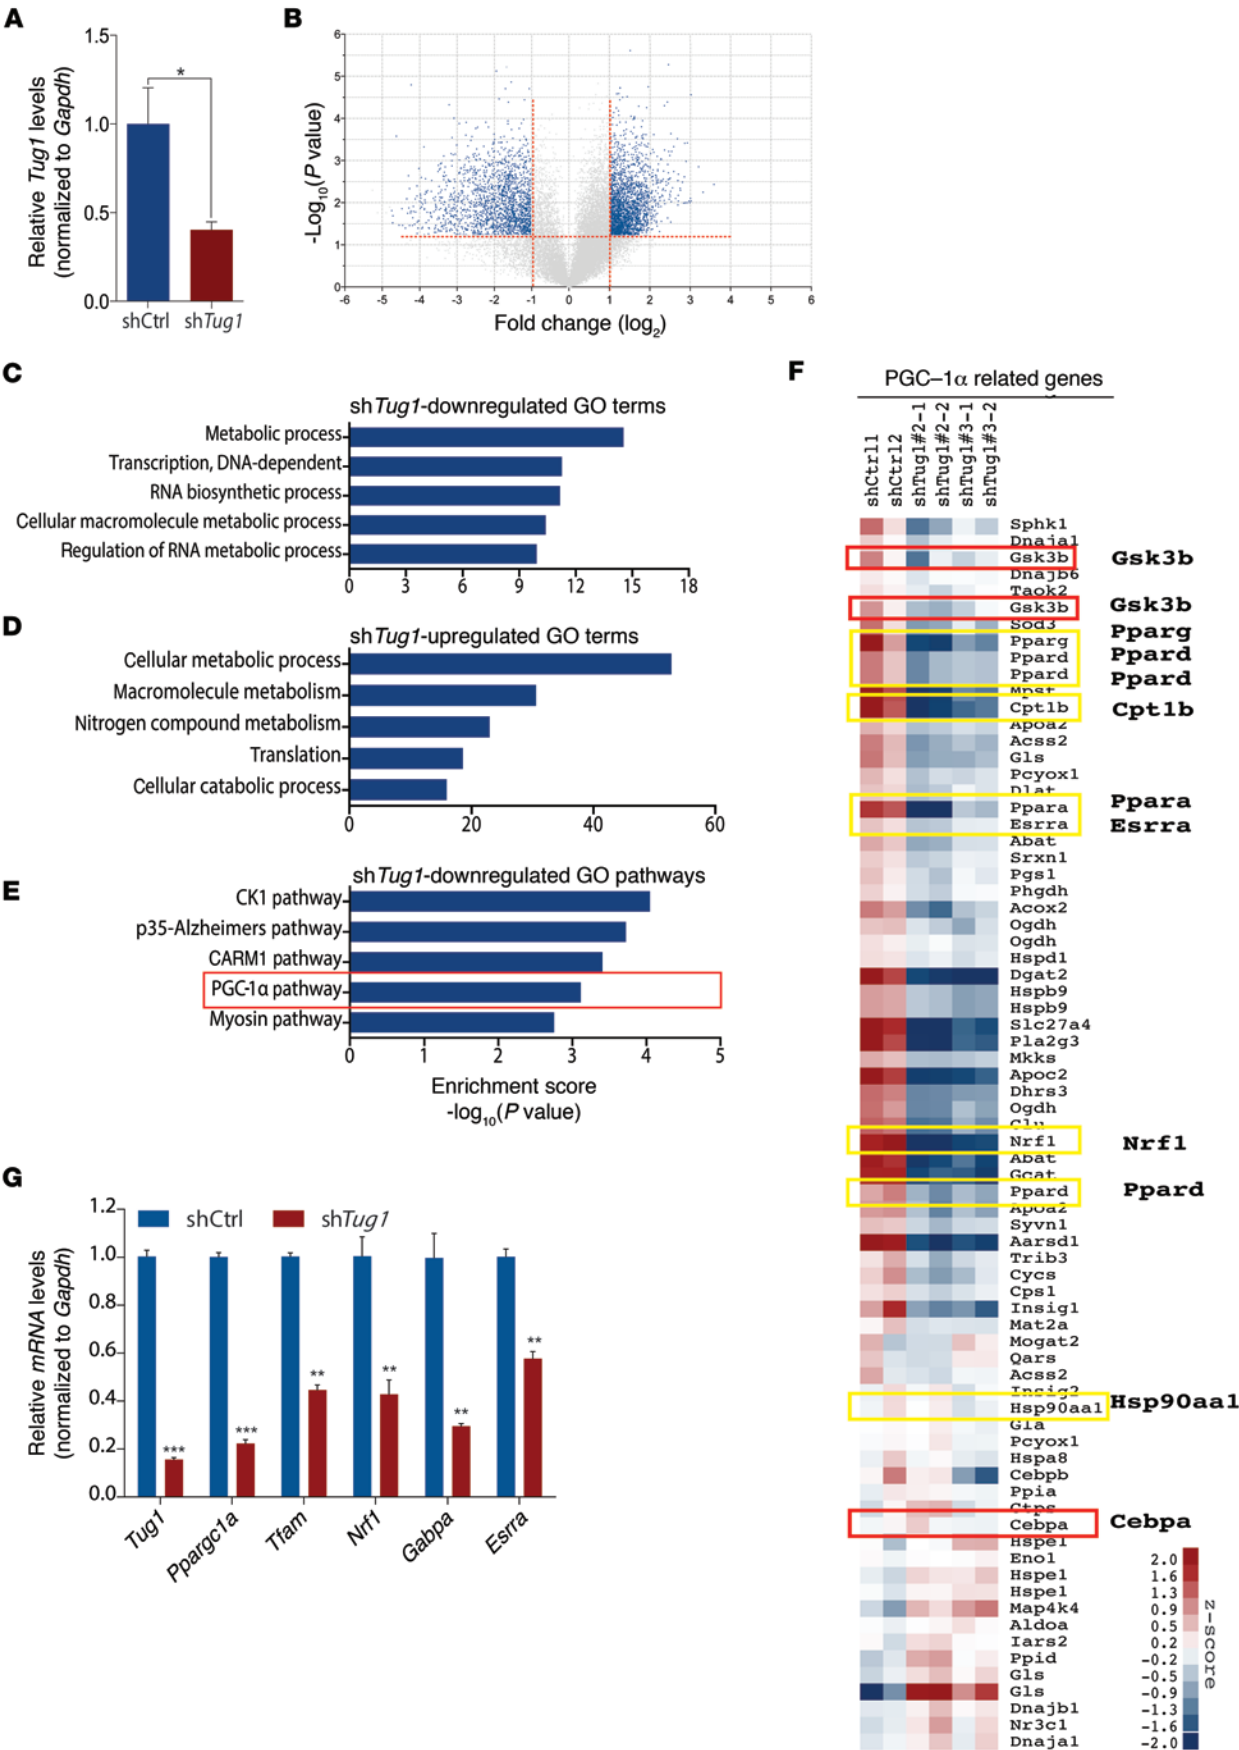 A
1.5
1.0
0.5
0.0
Relative Tug1 levels
(normalized to Gapdh)
*
shCtrl
shTug1
B
6
5
4
3
2
1
0
-Log10(P value)
-6
-5
-4
-3
-2
-1
0
1
2
3
4
5
6
Fold change (log2)
C
shTug1-downregulated GO terms
Metabolic process
Transcription, DNA-dependent
RNA biosynthetic process
Cellular macromolecule metabolic process
Regulation of RNA metabolic process
0
3
6
9
12
15
18
D
shTug1-upregulated GO terms
Cellular metabolic process
Macromolecule metabolism
Nitrogen compound metabolism
Translation
Cellular catabolic process
0
20
40
60
E
shTug1-downregulated GO pathways
CK1 pathway
p35-Alzheimers pathway
CARM1 pathway
PGC-1α pathway
Myosin pathway
0
1
2
3
4
5
Enrichment score
-log10(P value)
F
PGC–1α related genes
shCtrl1
shCtrl2
shTug1#2-1
shTug1#2-2
shTug1#3-1
shTug1#3-2
Sphk1
Dnaja1
Gsk3b
Dnajb6
Taok2
Gsk3b
Sod3
Pparg
Ppard
Ppard
Mpst
Cpt1b
Apoa2
Acss2
Gls
Pcyox1
Dlat
Ppara
Esrra
Abat
Srxn1
Pgs1
Phgdh
Acox2
Ogdh
Ogdh
Hspd1
Dgat2
Hspb9
Hspb9
Slc27a4
Pla2g3
Mkks
Apoc2
Dhrs3
Ogdh
Clu
Nrf1
Abat
Gcat
Ppard
Apoa2
Syvn1
Aarsd1
Trib3
Cycs
Cps1
Insig1
Mat2a
Mogat2
Qars
Acss2
Insig2
Hsp90aa1
Gla
Pcyox1
Hspa8
Cebpb
Ppia
Ctps
Cebpa
Hspe1
Eno1
Hspe1
Hspe1
Map4k4
Aldoa
Iars2
Ppid
Gls
Gls
Dnajb1
Nr3c1
Dnaja1
Gsk3b
Gsk3b
Pparg
Ppard
Ppard
Cpt1b
Ppara
Esrra
Nrf1
Ppard
Hsp90aa1
Cebpa
2.0
1.6
1.3
0.9
0.5
0.2
-0.2
-0.5
-0.9
-1.3
-1.6
-2.0
z-score
G
1.2
1.0
0.8
0.6
0.4
0.2
0.0
Relative mRNA levels
(normalized to Gapdh)
shCtrl
shTug1
***
***
**
**
**
**
Tug1
Ppargc1a
Tfam
Nrf1
Gabpa
Esrra